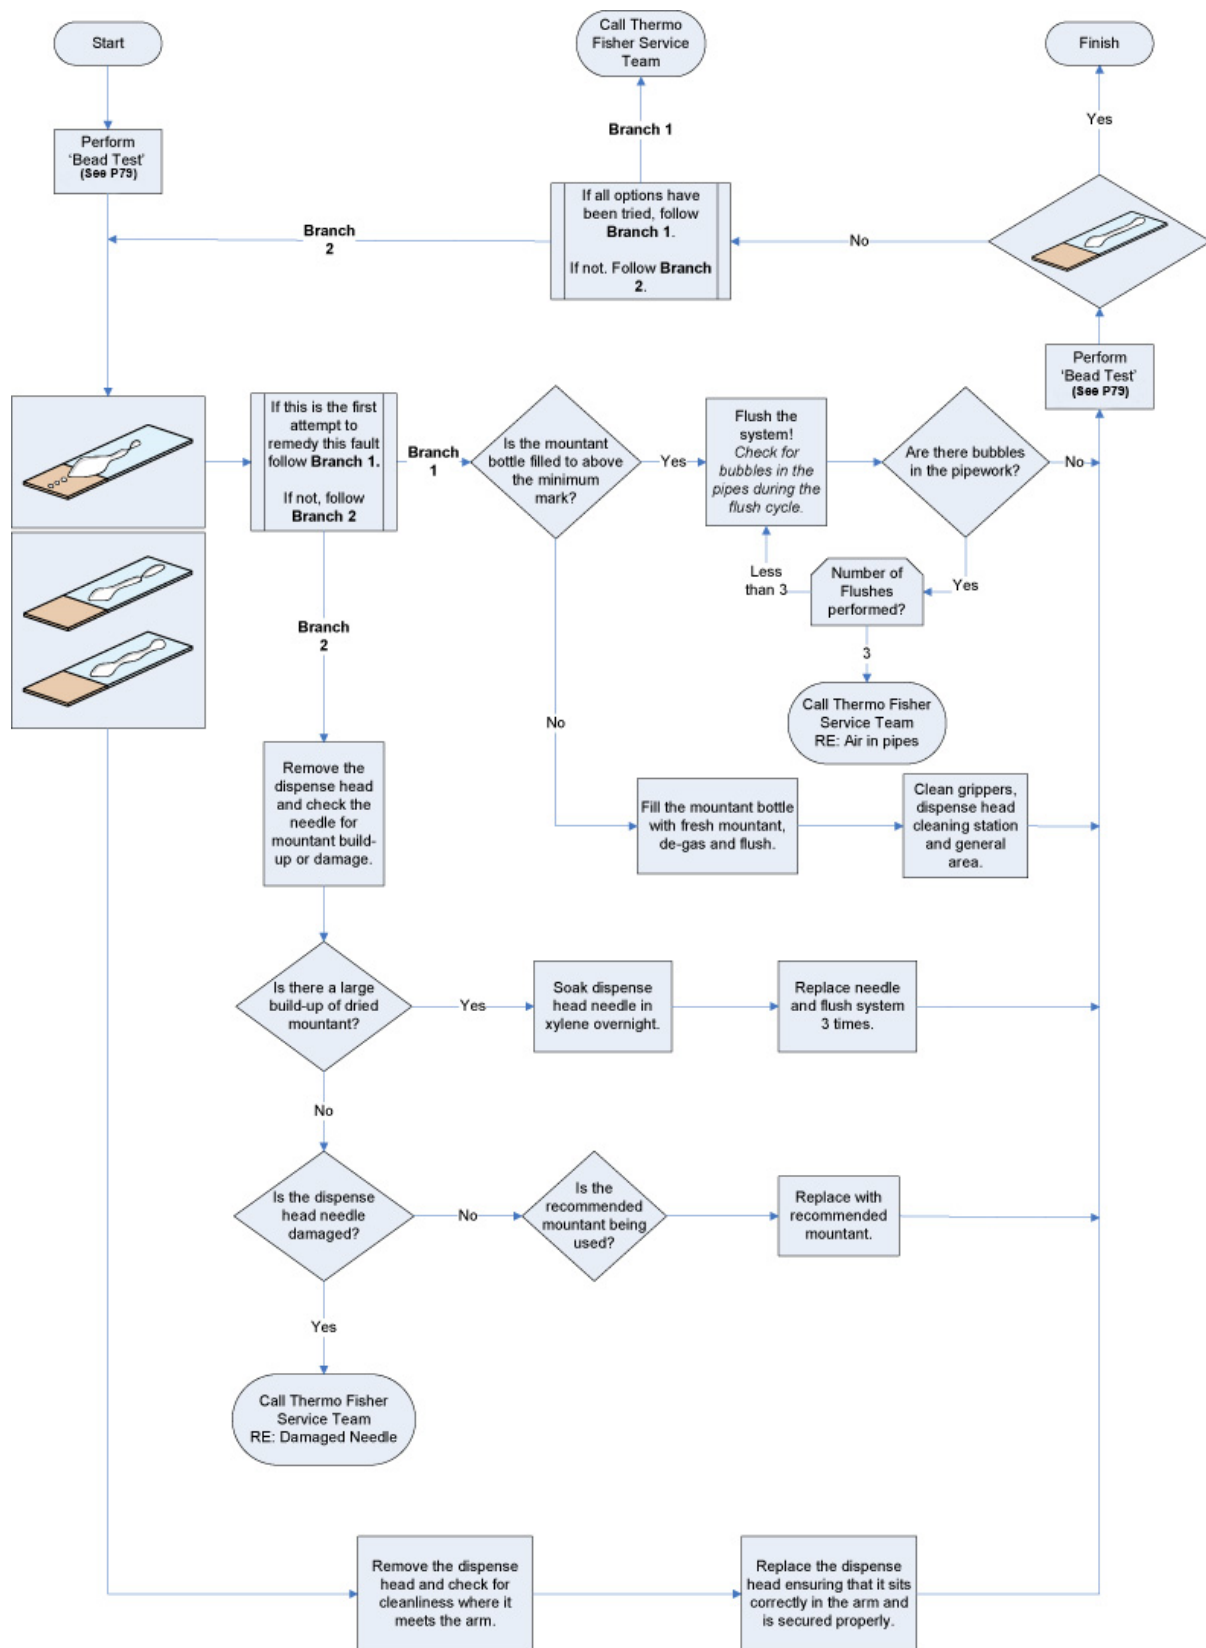 Start
Call Thermo
Fisher Service
Team
Finish
Branch 1
Yes
Perform
'Bead Test'
(See P79)
If all options have
been tried, follow
Branch 1.
If not. Follow Branch
2.
Branch
2
No
Perform
'Bead Test'
(See P79)
If this is the first
attempt to
remedy this fault
follow Branch 1.
If not, follow
Branch 2
Branch
1
Is the mountant
bottle filled to above
the minimum
mark?
Yes
Flush the
system!
Check for
bubbles in the
pipes during the
flush cycle.
Are there bubbles
in the pipework?
No
Less
than 3
Number of
Flushes
performed?
Yes
3
Call Thermo Fisher
Service Team
RE: Air in pipes
Branch
2
No
Remove the
dispense head
and check the
needle for
mountant build-
up or damage.
Fill the mountant bottle
with fresh mountant,
de-gas and flush.
Clean grippers,
dispense head
cleaning station
and general
area.
Is there a large
build-up of dried
mountant?
Yes
Soak dispense
head needle in
xylene overnight.
Replace needle
and flush system
3 times.
No
Is the dispense
head needle
damaged?
No
Is the
recommended
mountant being
used?
Replace with
recommended
mountant.
Yes
Call Thermo Fisher
Service Team
RE: Damaged Needle
Remove the dispense
head and check for
cleanliness where it
meets the arm.
Replace the dispense
head ensuring that it sits
correctly in the arm and
is secured properly.